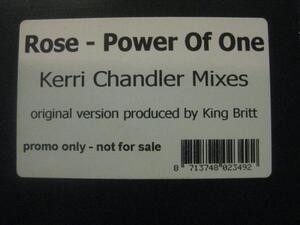 Rose - Power Of One
Kerri Chandler Mixes
original version produced by King Britt
promo only - not for sale
8 713748 023492